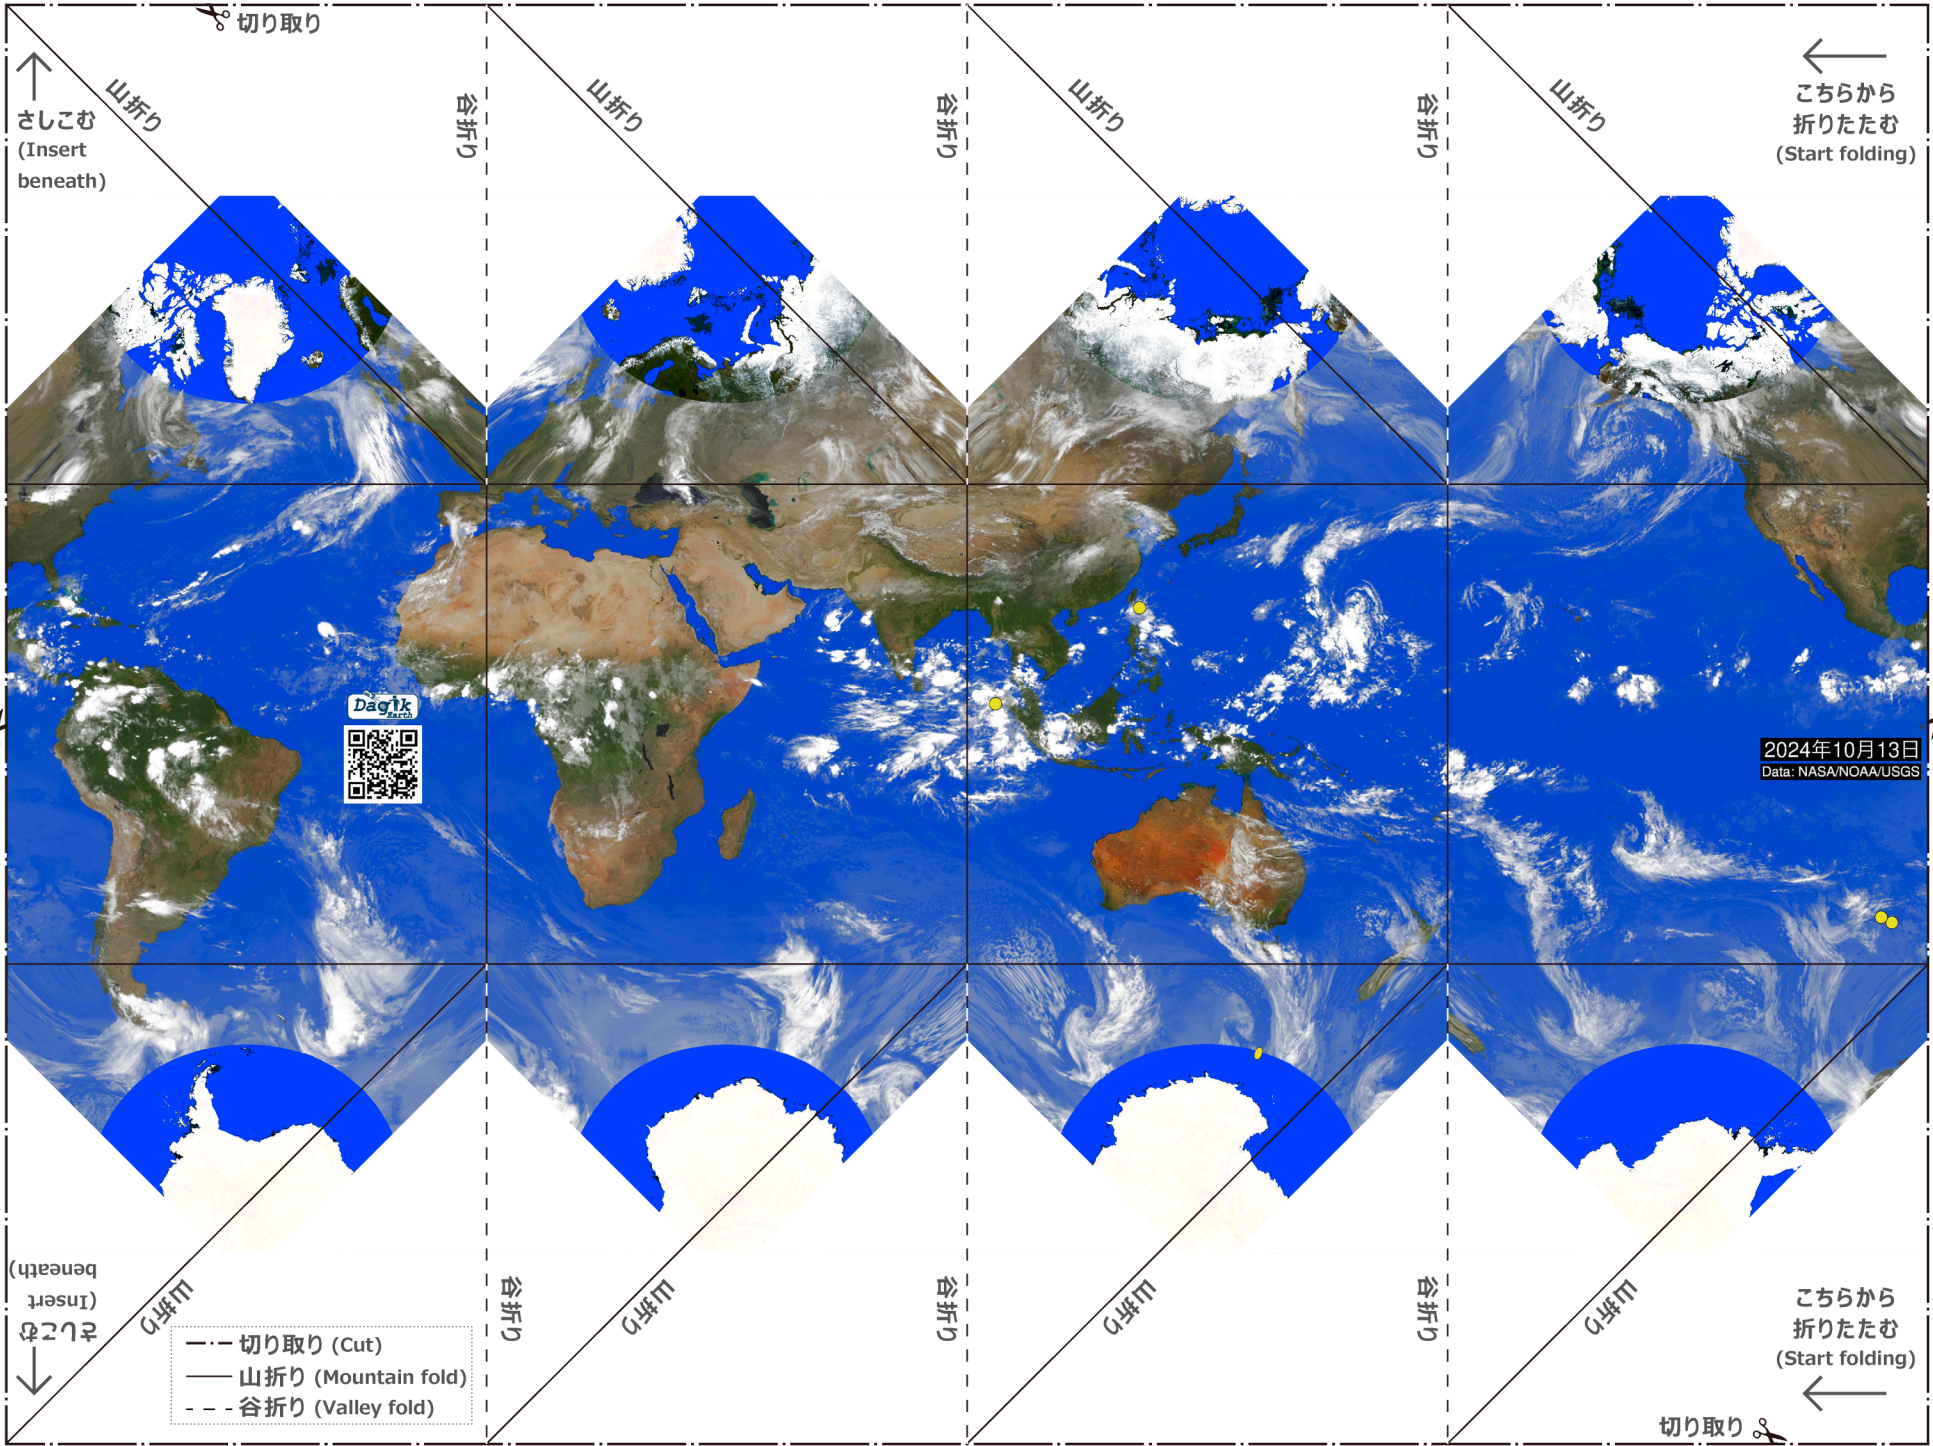 切り取り
山折り
谷折り
山折り
谷折り
山折り
谷折り
山折り
さしこむ
(Insert
beneath)
こちらから
折りたたむ
(Start folding)
Dagik
Earth
2024年10月13日
Data: NASA/NOAA/USGS
さしこむ
(Insert
beneath)
山折り
谷折り
山折り
谷折り
山折り
谷折り
山折り
切り取り (Cut)
山折り (Mountain fold)
谷折り (Valley fold)
こちらから
折りたたむ
(Start folding)
切り取り